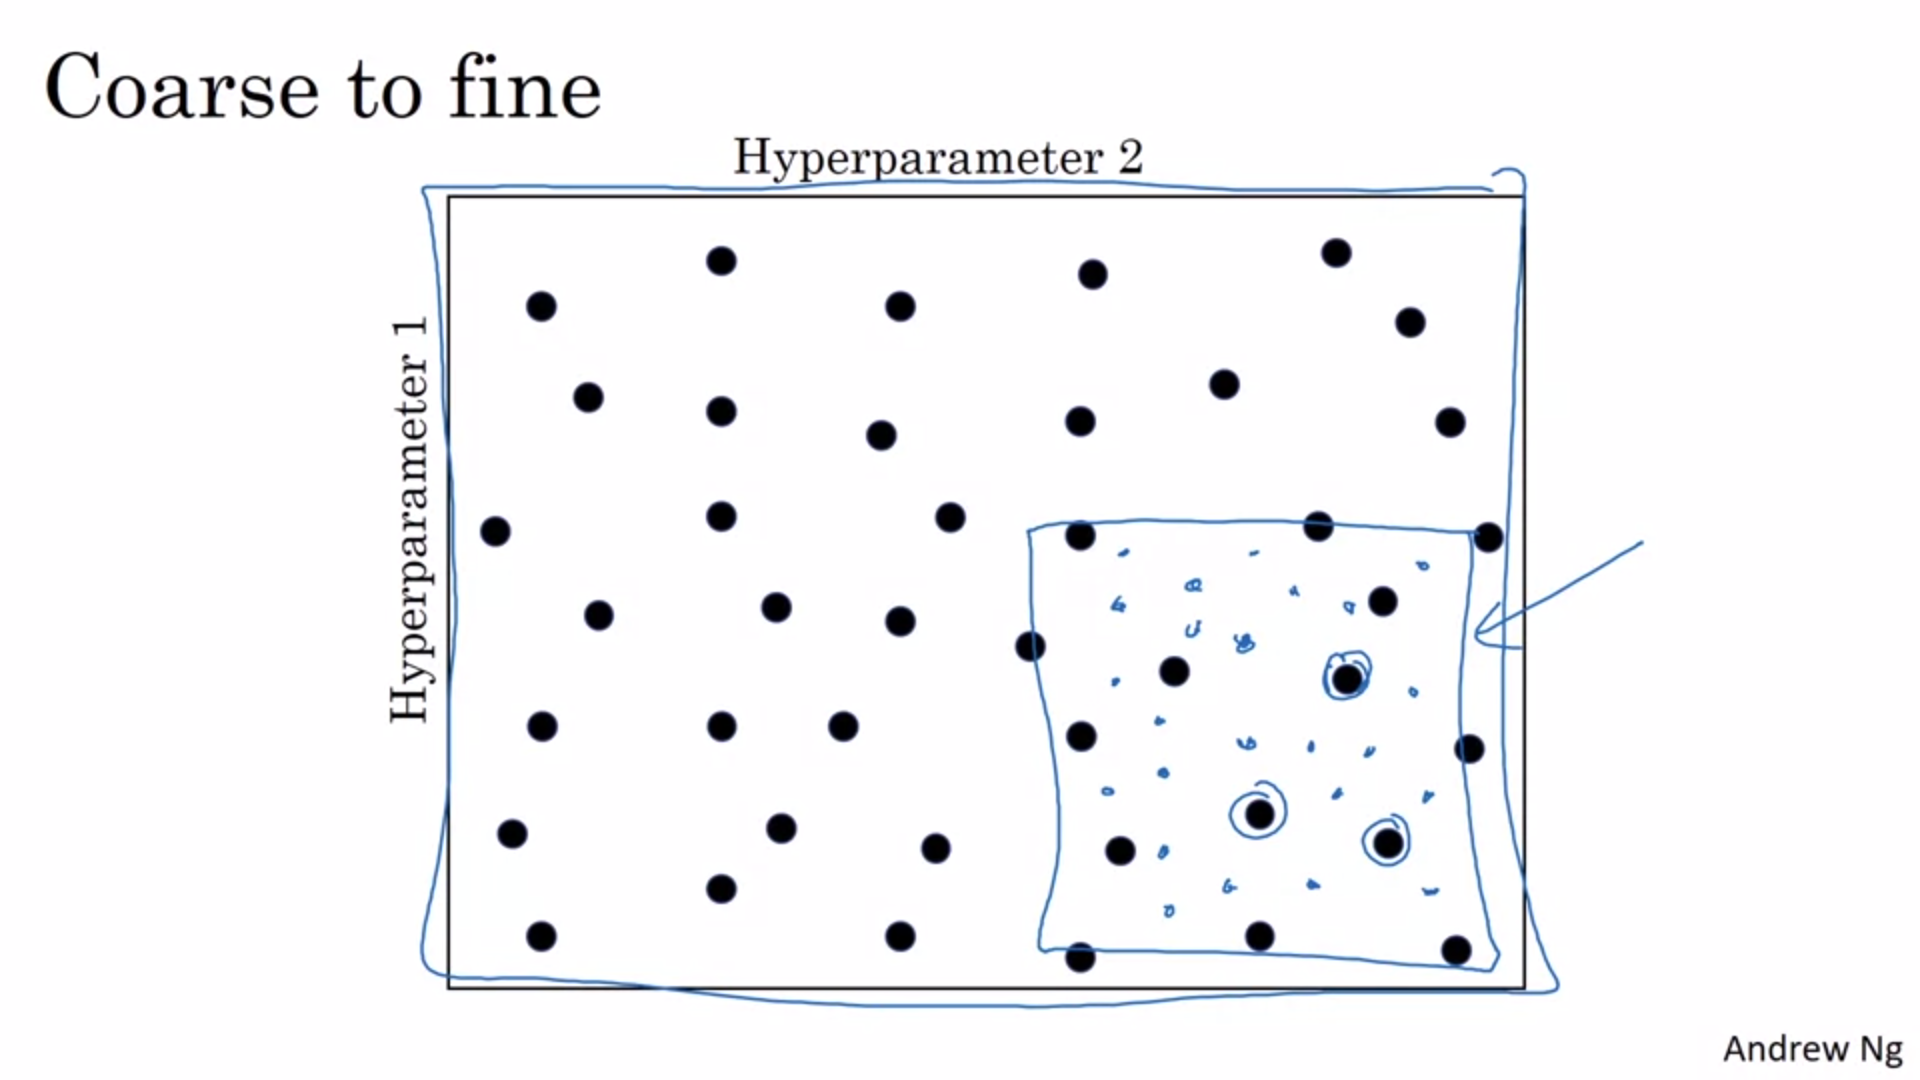 Coarse to fine
Hyperparameter 2
Hyperparameter 1
Andrew Ng